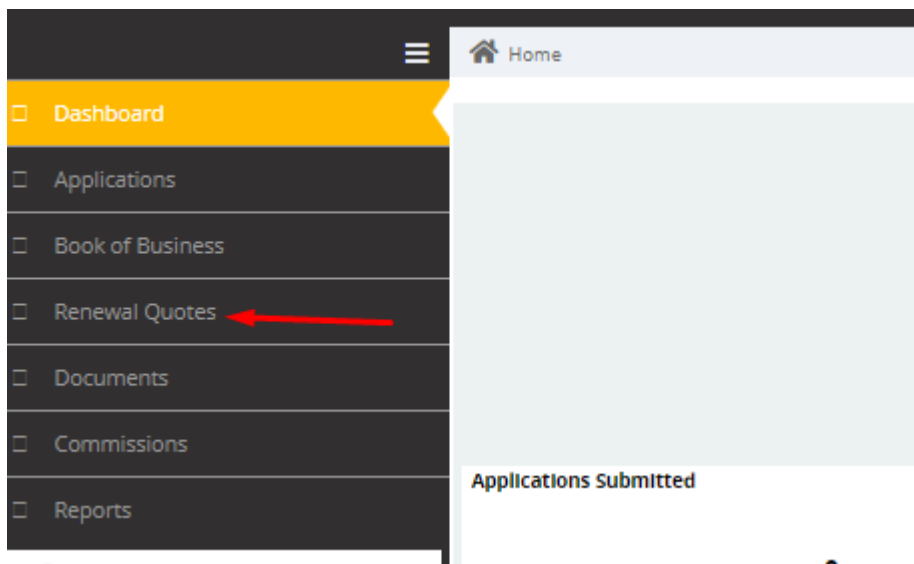 Home
Dashboard
Applications
Book of Business
Renewal Quotes
Documents
Commissions
Reports
Applications Submitted